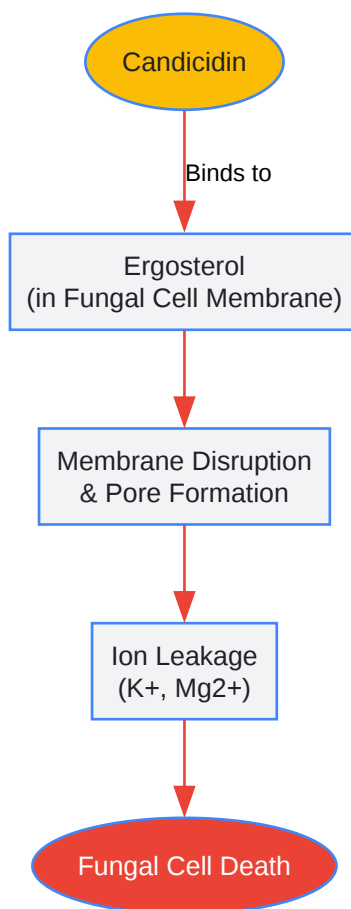 Candicidin
Binds to
Ergosterol
(in Fungal Cell Membrane)
Membrane Disruption
& Pore Formation
Ion Leakage
(K+, Mg2+)
Fungal Cell Death